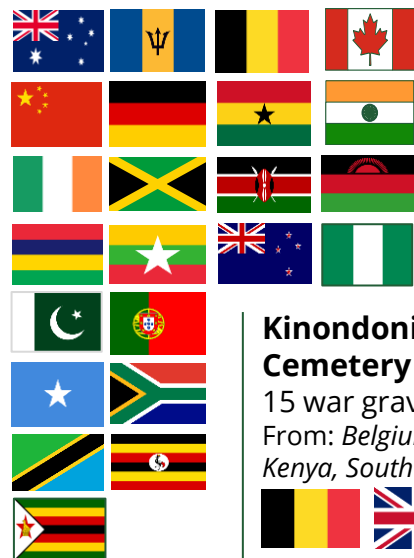 Kinondoni
Cemetery
15 war grav
From: Belgiu
Kenya, South